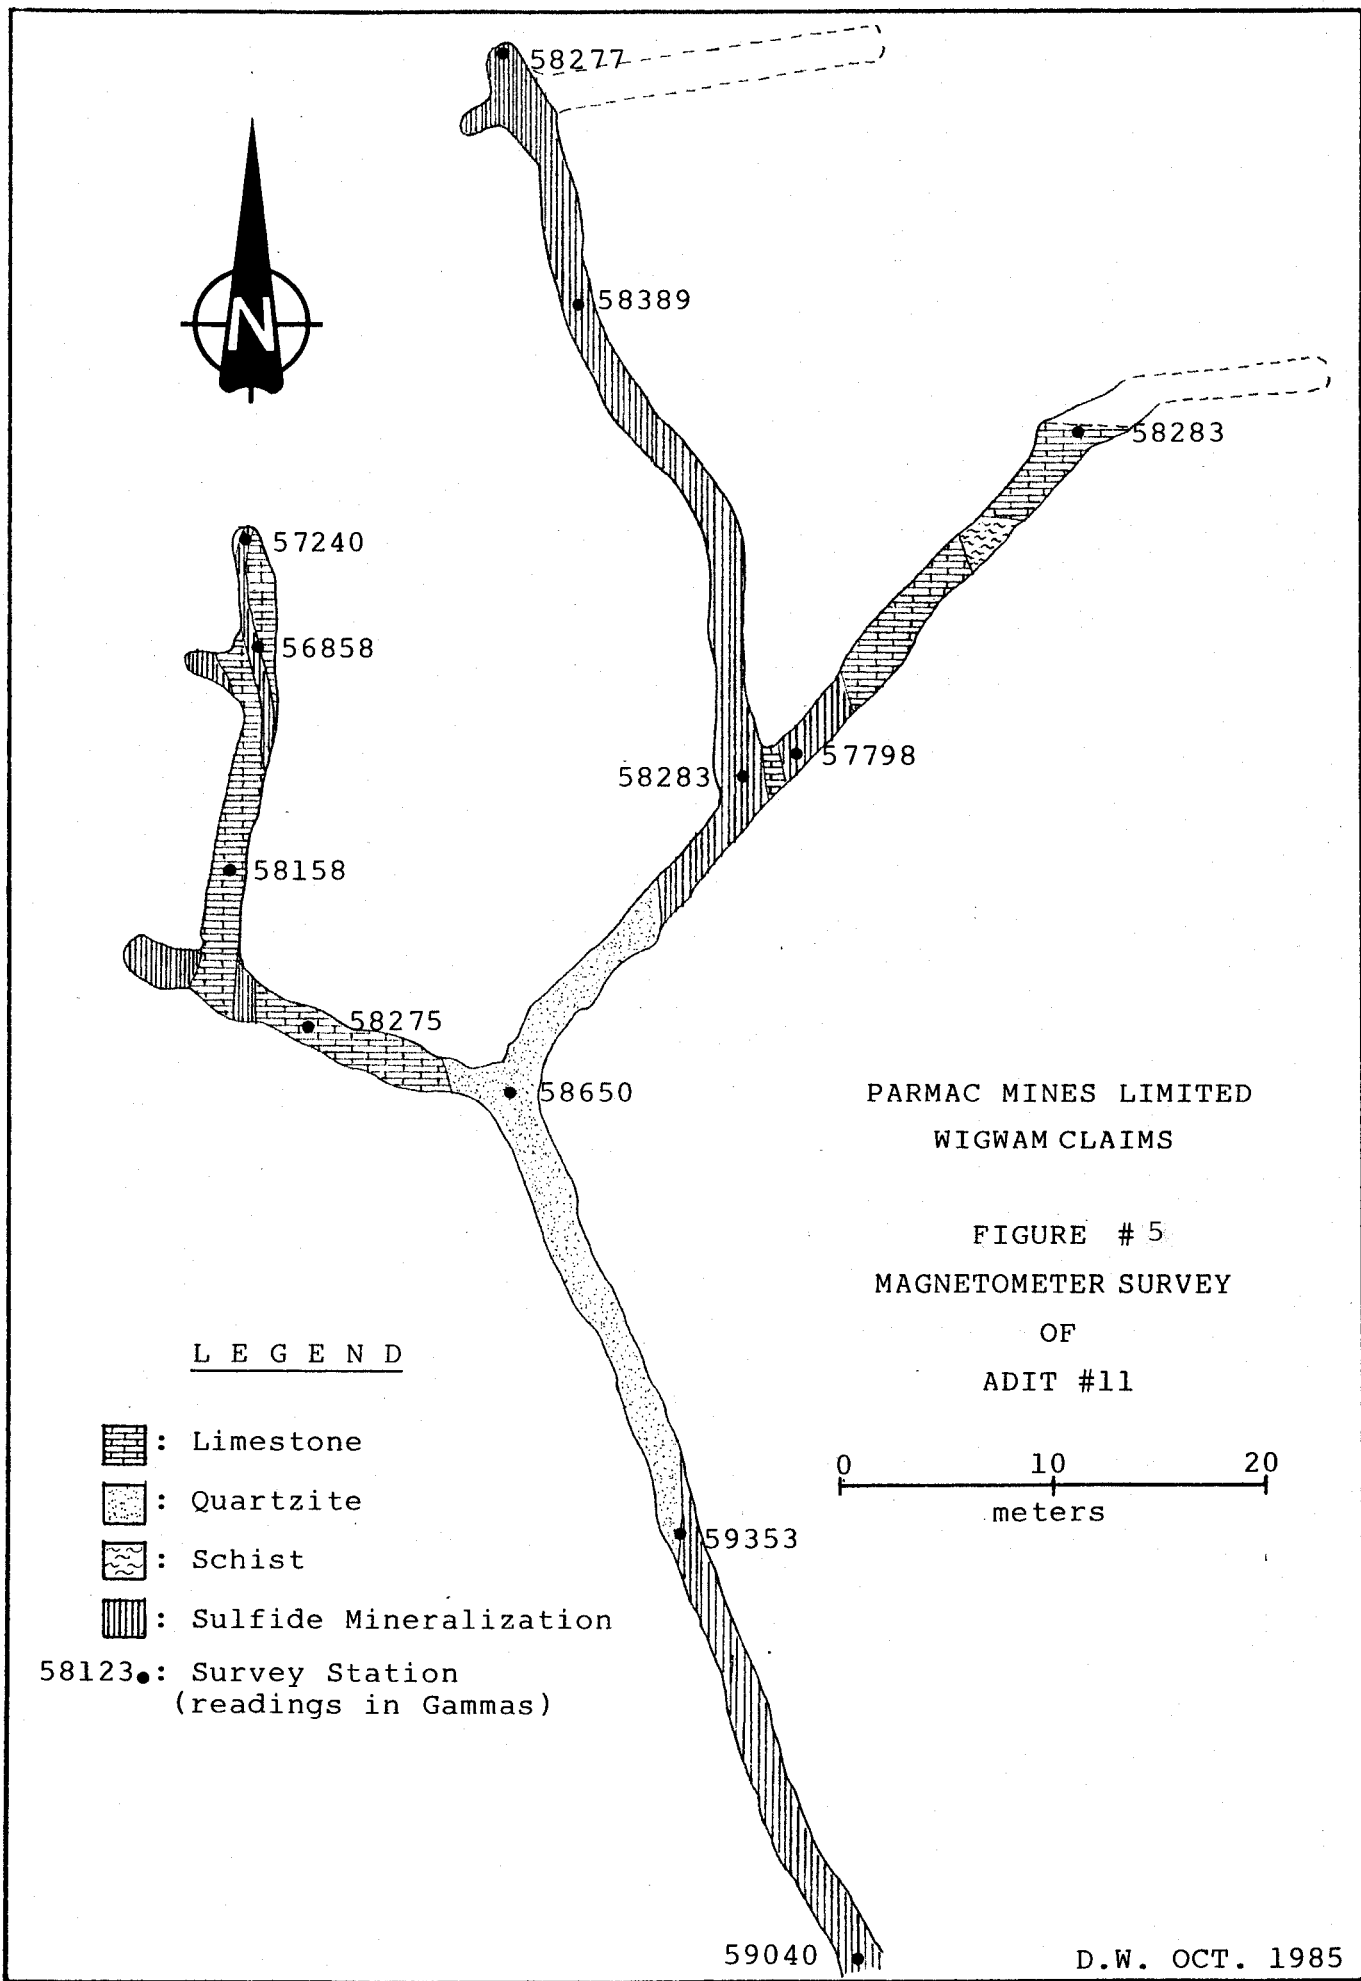 58277
N
58389
58283
57240
56858
57798
58283
58158
58275
58650
PARMAC MINES LIMITED
WIGWAM CLAIMS
FIGURE # 5
MAGNETOMETER SURVEY
OF
ADIT #11
L E G E N D
: Limestone
: Quartzite
: Schist
: Sulfide Mineralization
58123 : Survey Station
(readings in Gammas)
0 10 20
meters
59353
59040
D.W. OCT. 1985